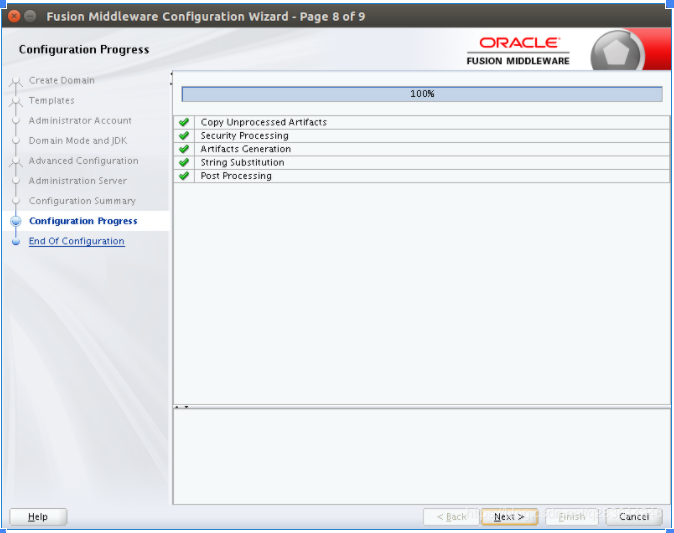 Fusion Middleware Configuration Wizard - Page 8 of 9
Configuration Progress
ORACLE
FUSION MIDDLEWARE
Create Domain
Templates
Administrator Account
Domain Mode and JDK
Advanced Configuration
Administration Server
Configuration Summary
Configuration Progress
End Of Configuration
100%
Copy Unprocessed Artifacts
Security Processing
Artifacts Generation
String Substitution
Post Processing
Help
< Back
Next >
Finish
Cancel